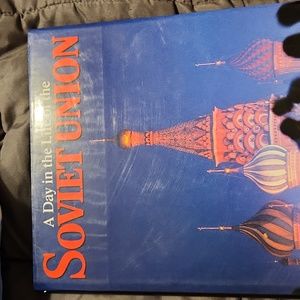 A Day in the Life of the
SOVIET UNION